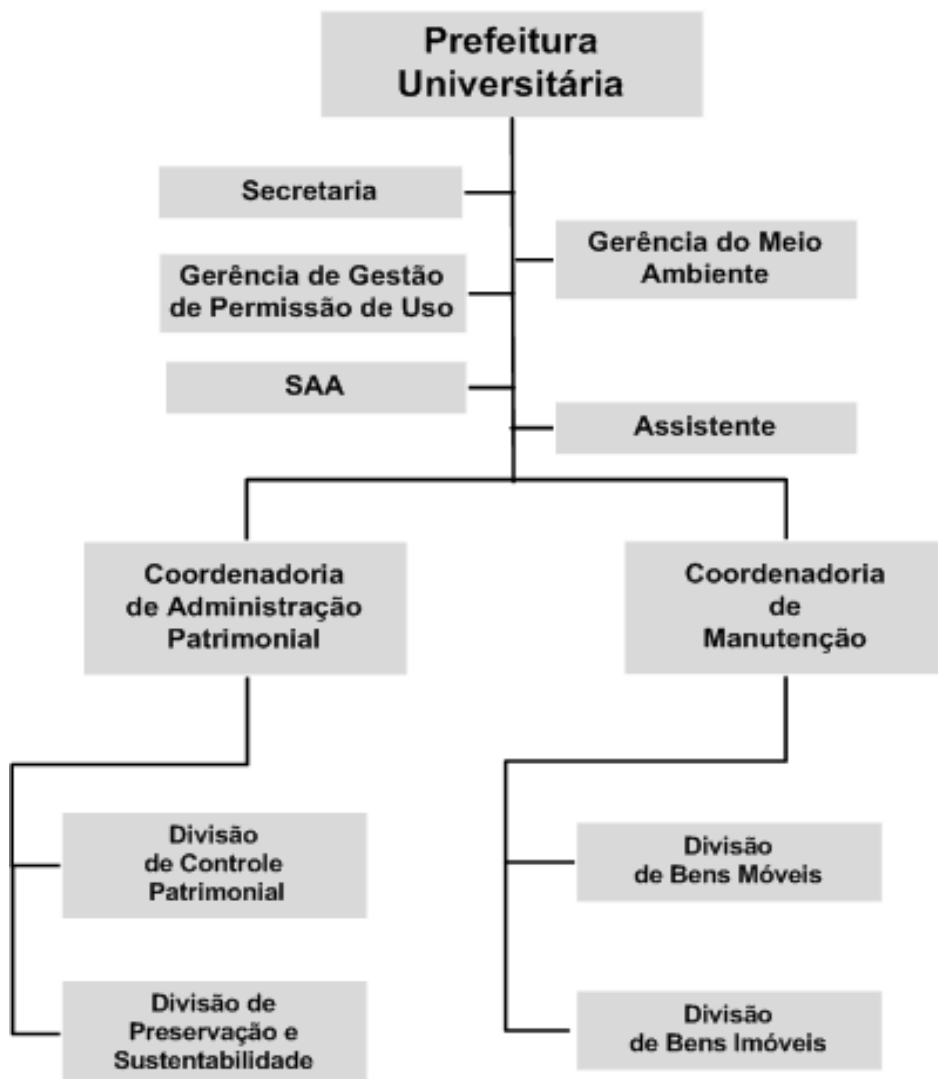 Prefeitura
Universitária
Secretaria
Gerência do Meio
Ambiente
Gerência de Gestão
de Permissão de Uso
SAA
Assistente
Coordenadoria
de Administração
Patrimonial
Coordenadoria
de
Manutenção
Divisão
de Controle
Patrimonial
Divisão
de Bens Móveis
Divisão de
Preservação e
Sustentabilidade
Divisão
de Bens Imóveis